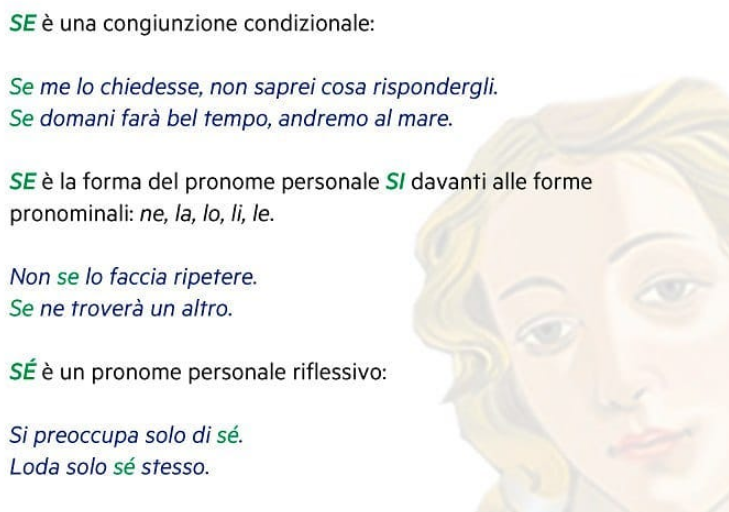 SE è una congiunzione condizionale:
Se me lo chiedesse, non saprei cosa rispondergli.
Se domani farà bel tempo, andremo al mare.
SE è la forma del pronome personale SI davanti alle forme
pronominali: ne, la, lo, li, le.
Non se lo faccia ripetere.
Se ne troverà un altro.
SÉ è un pronome personale riflessivo:
Si preoccupa solo di sé.
Loda solo sé stesso.